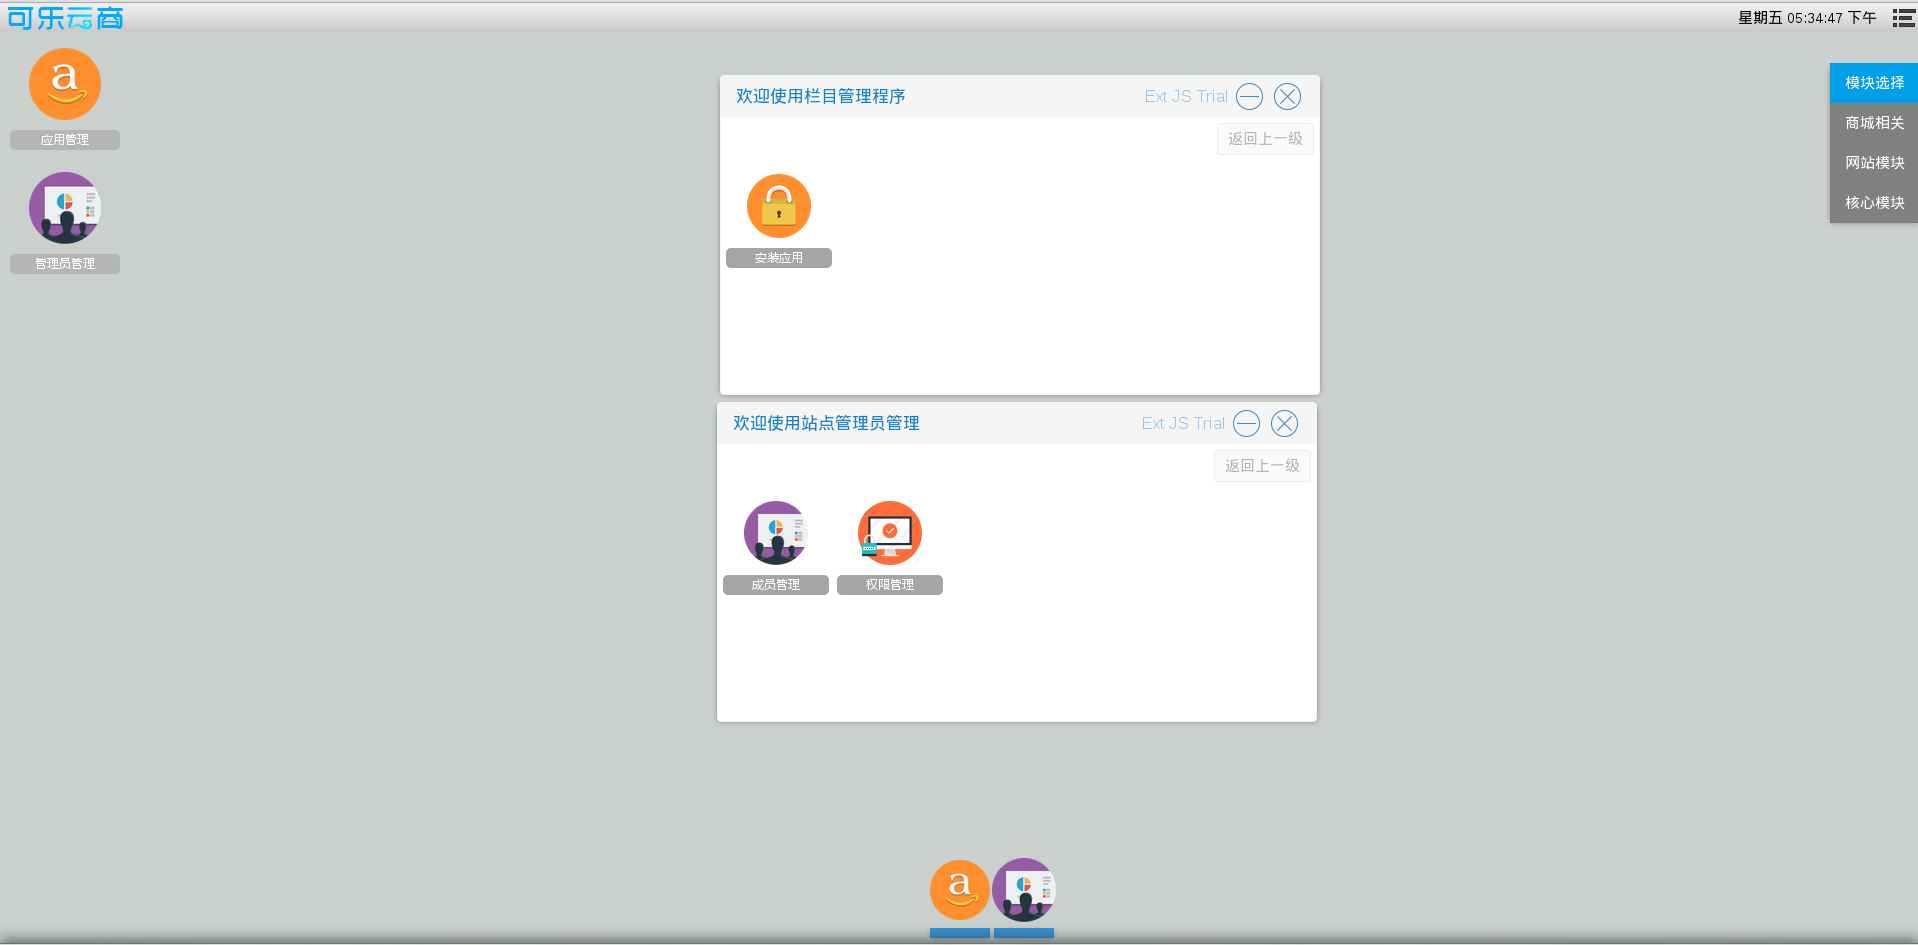 可乐云商
星期五 05:34:47 下午
应用管理
管理员管理
欢迎使用栏目管理程序
Ext JS Trial
返回上一级
安装应用
欢迎使用站点管理员管理
Ext JS Trial
返回上一级
成员管理
权限管理
模块选择
商城相关
网站模块
核心模块
a
a